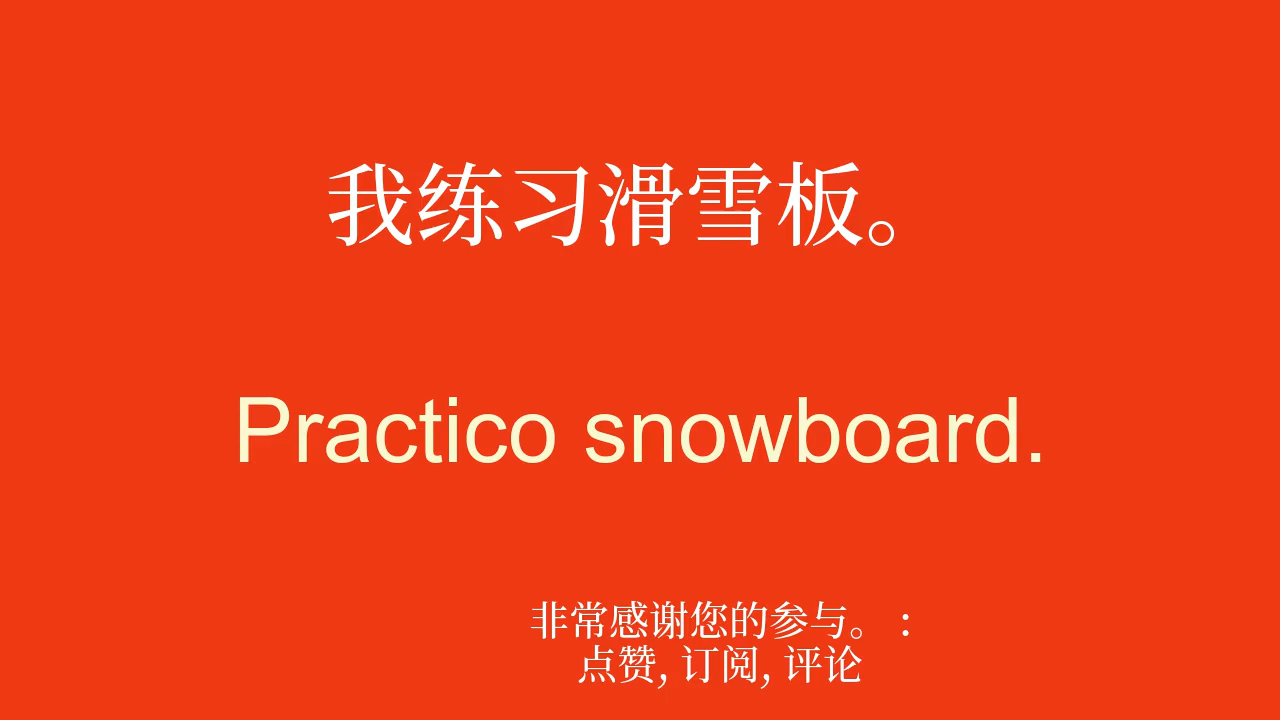 我练习滑雪板。
Practico snowboard.
非常感谢您的参与。 :
点赞, 订阅, 评论